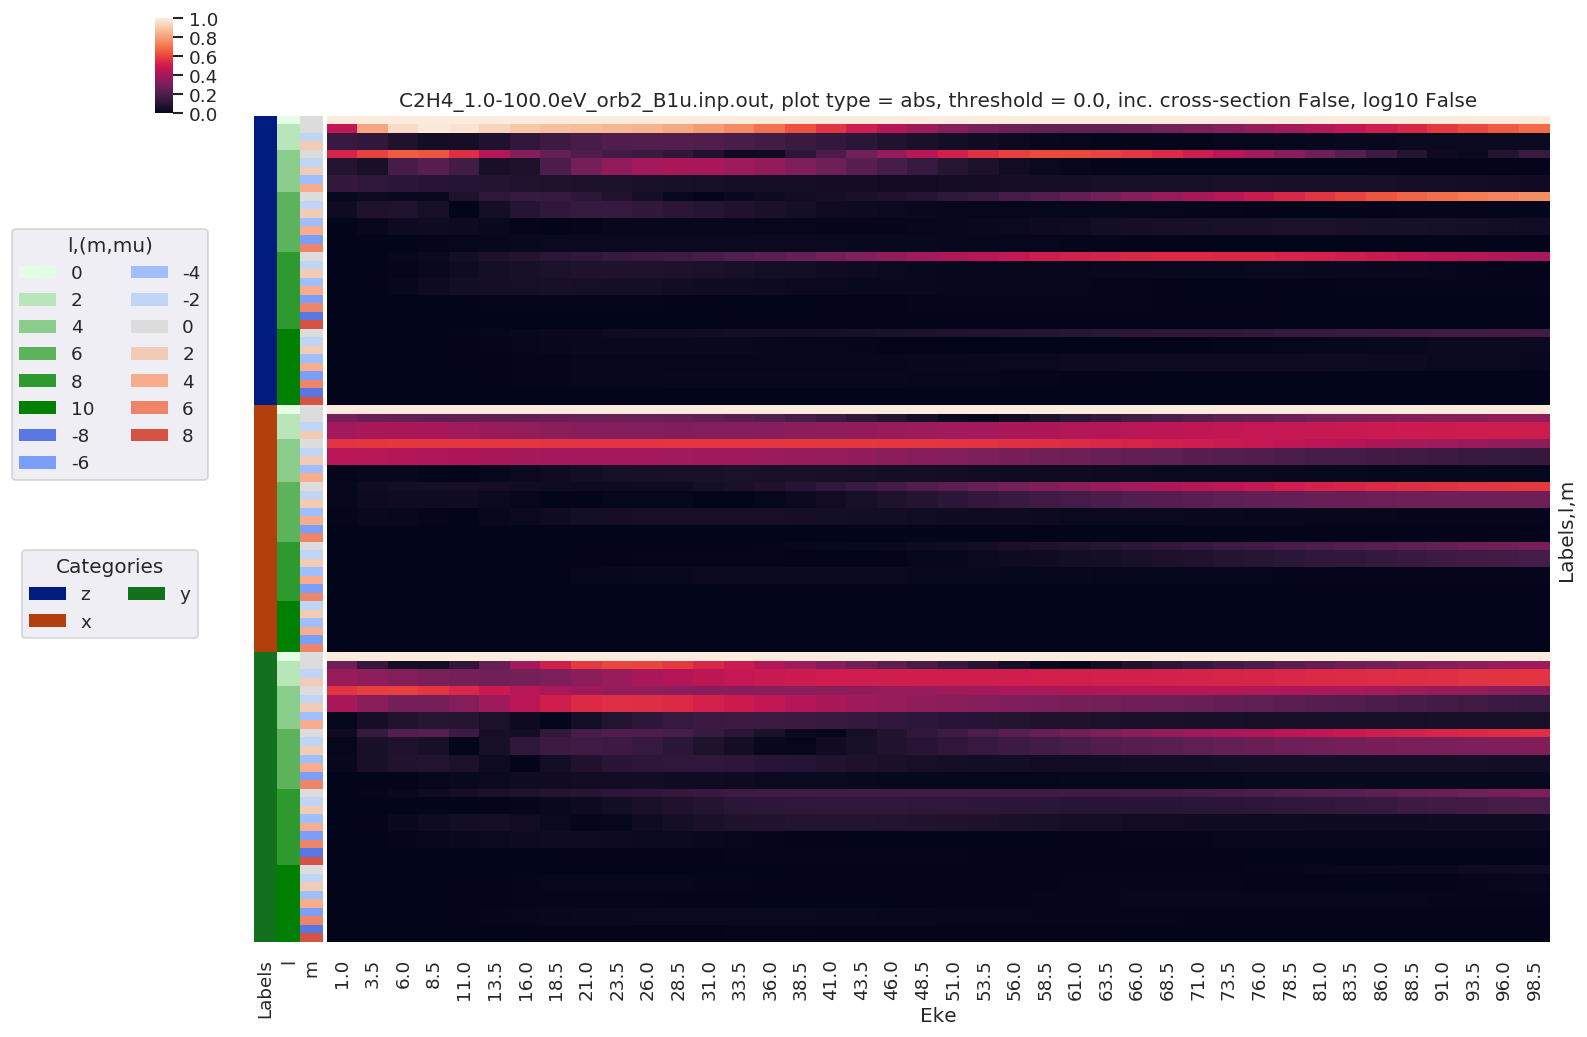 1.0
0.8
0.6
0.4
0.2
0.0
C2H4_1.0-100.0eV_orb2_B1u.inp.out, plot type = abs, threshold = 0.0, inc. cross-section False, log10 False
l,(m,mu)
0 -4
2 -2
4 0
6 2
8 4
10 6
-8 8
-6
Categories
z y
x
Labels,l,m
Labels l m 1.0 3.5 6.0 8.5 11.0 13.5 16.0 18.5 21.0 23.5 26.0 28.5 31.0 33.5 36.0 38.5 41.0 43.5 46.0 48.5 51.0 53.5 56.0 58.5 61.0 63.5 66.0 68.5 71.0 73.5 76.0 78.5 81.0 83.5 86.0 88.5 91.0 93.5 96.0 98.5
Eke